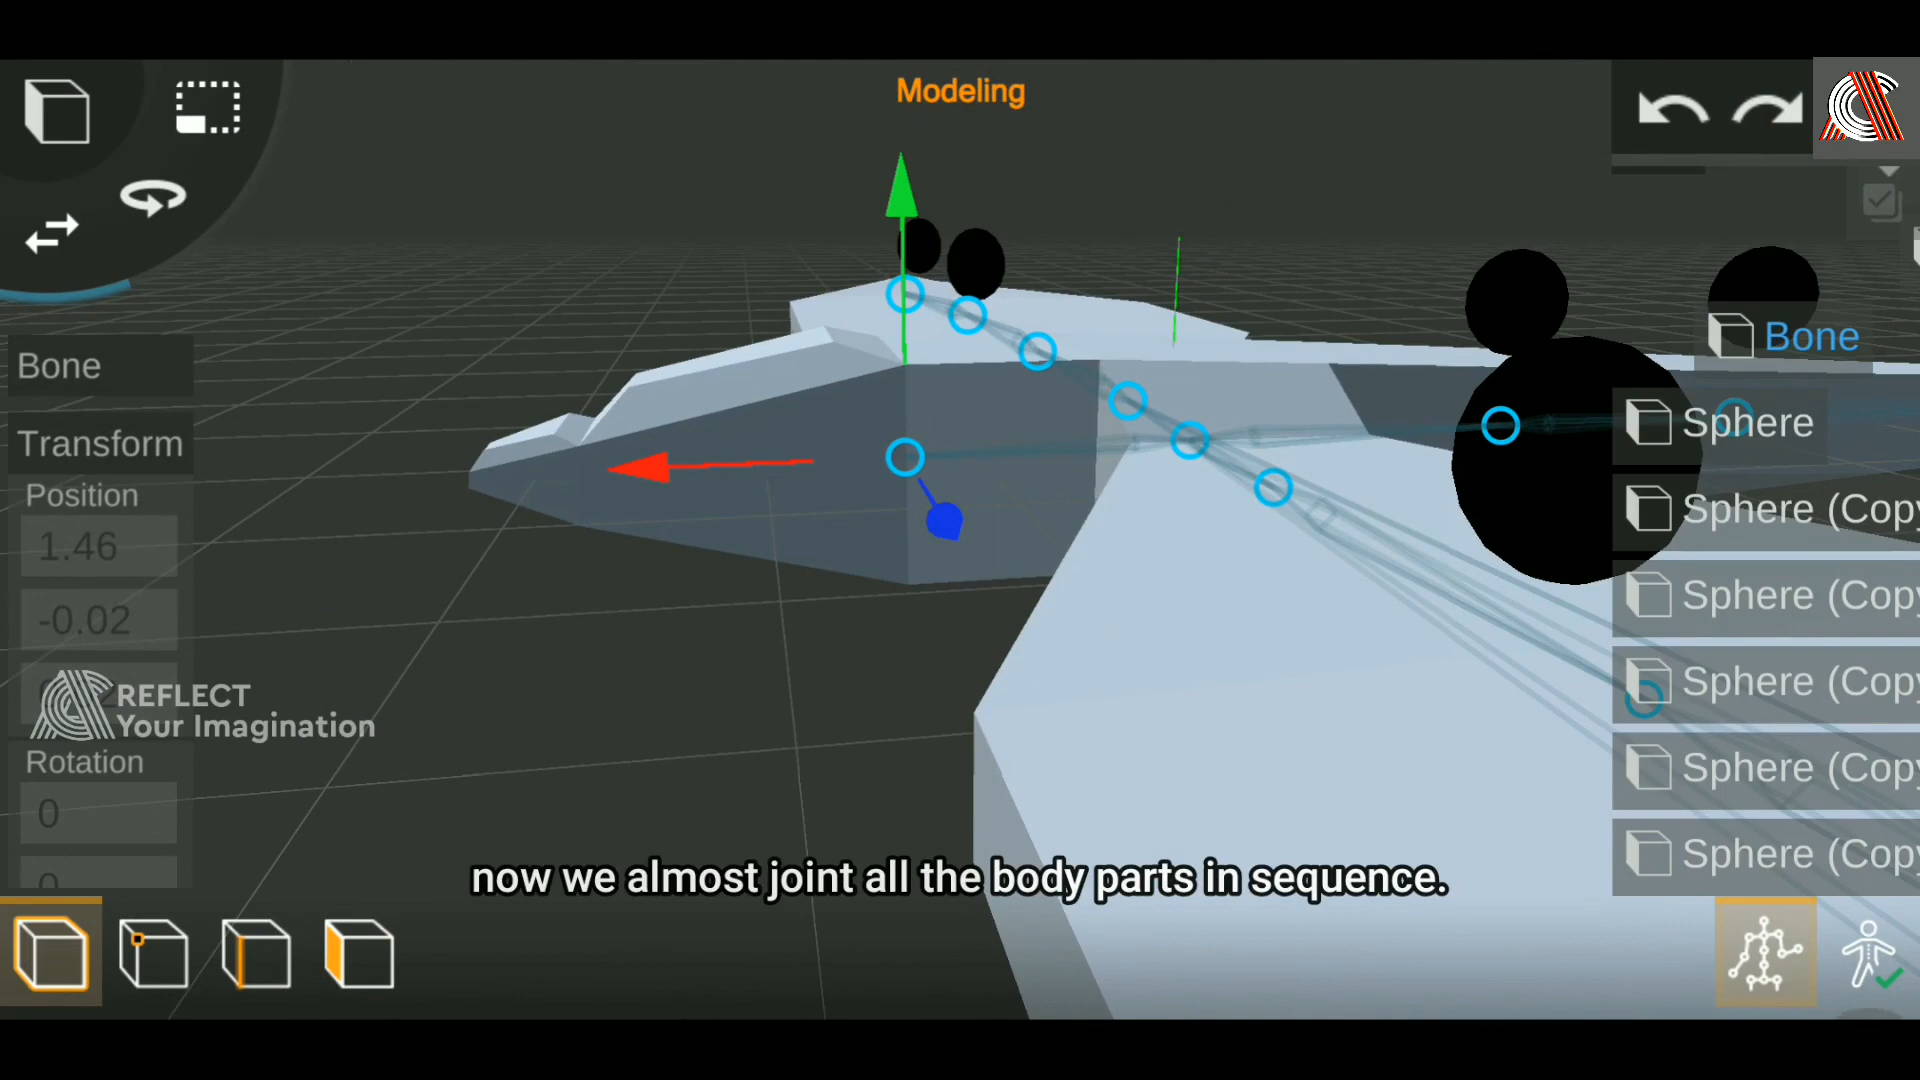 Modeling
Bone
Transform
Position
1.46
-0.02
REFLECT
Your Imagination
Rotation
0
0
Bone
Sphere
Sphere (Copy
Sphere (Copy
Sphere (Copy
Sphere (Copy
Sphere (Copy
now we almost joint all the body parts in sequence.